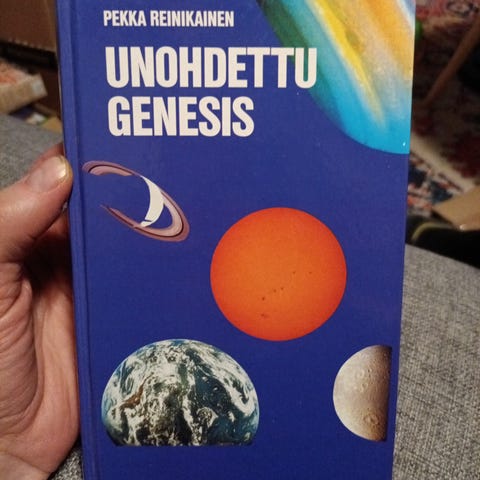 PEKKA REINIKAINEN
UNOHDETTU
GENESIS